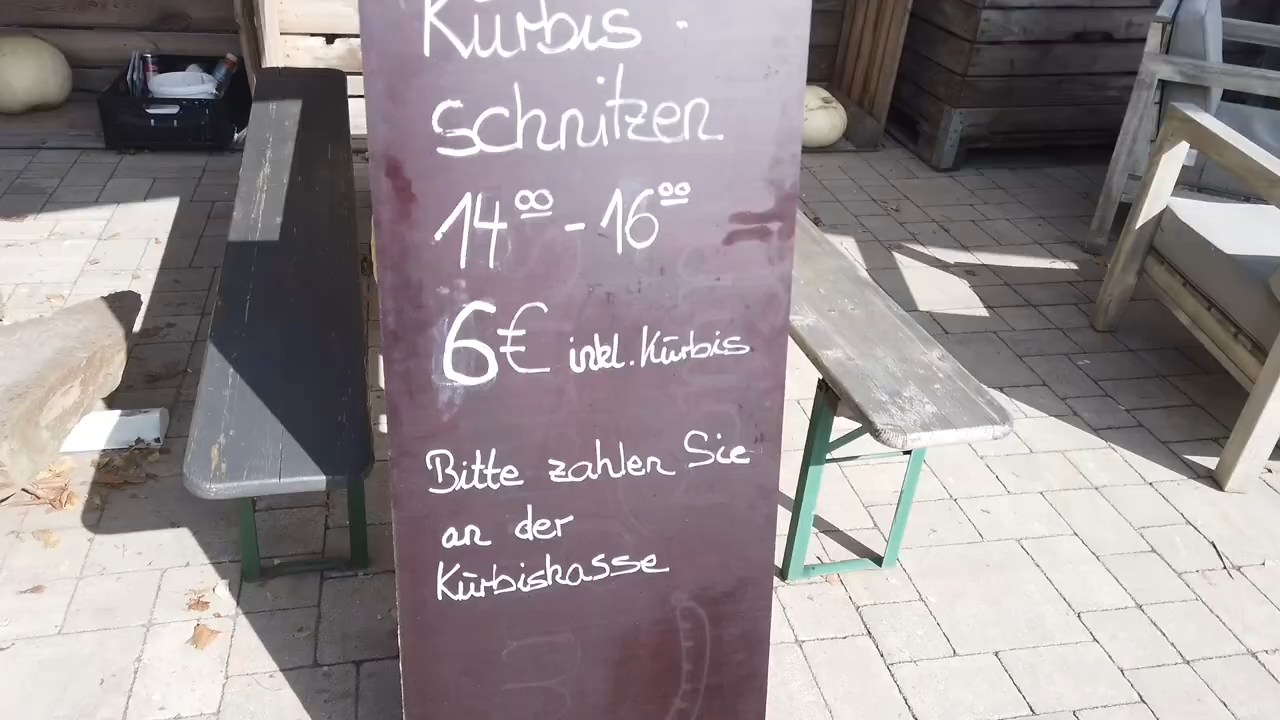 Kürbis-
schnitzen
14⁰⁰ - 16⁰⁰
6€ inkl. Kürbis
Bitte zahlen Sie
an der
Kürbiskasse